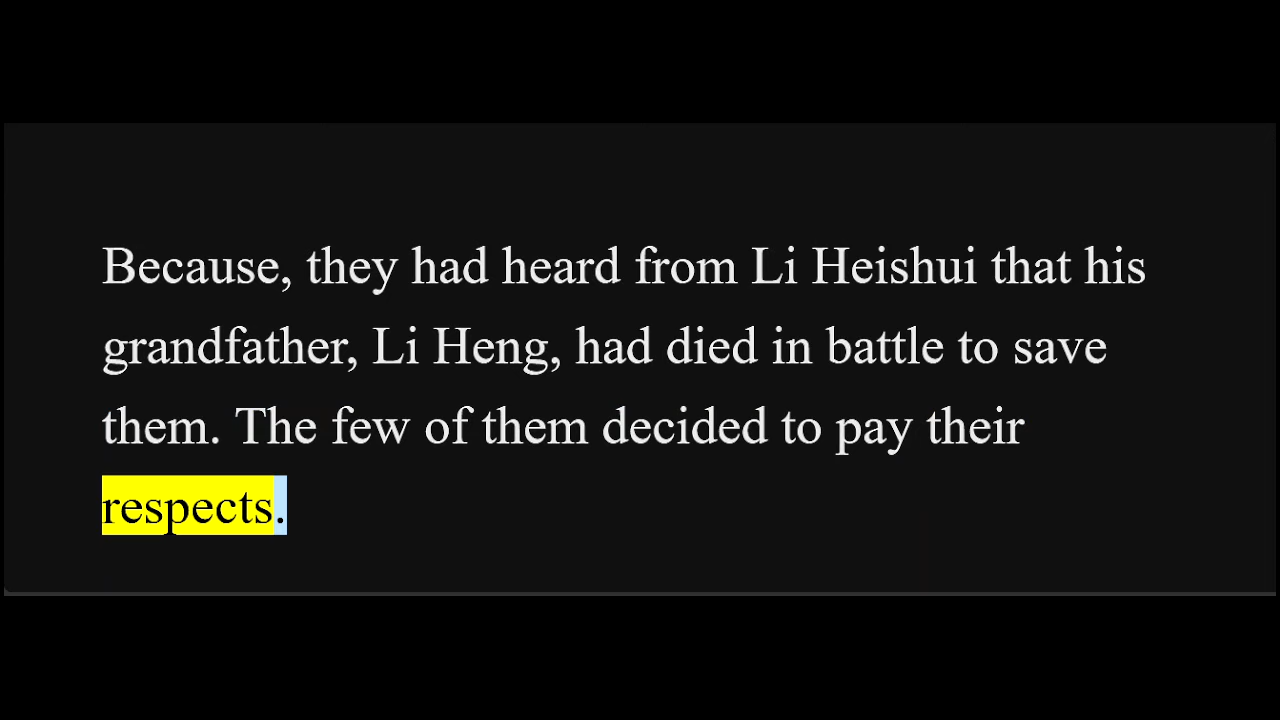 Because, they had heard from Li Heishui that his
grandfather, Li Heng, had died in battle to save
them. The few of them decided to pay their
respects.